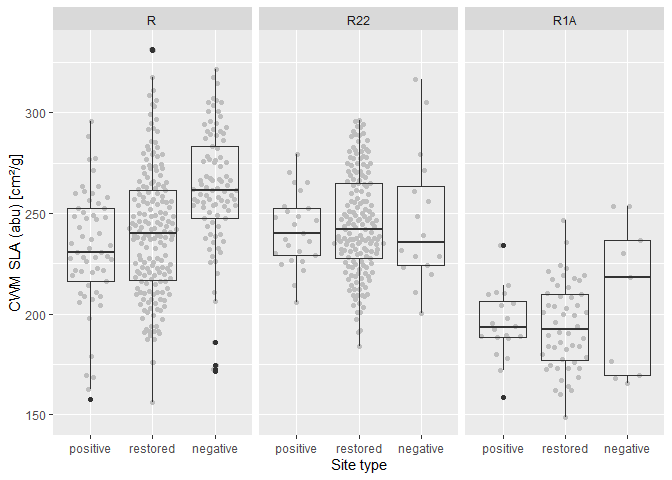 R R22 R1A
CWM SLA (abu) [cm²/g]
300
250
200
150
positive restored negative positive restored negative positive restored negative
Site type